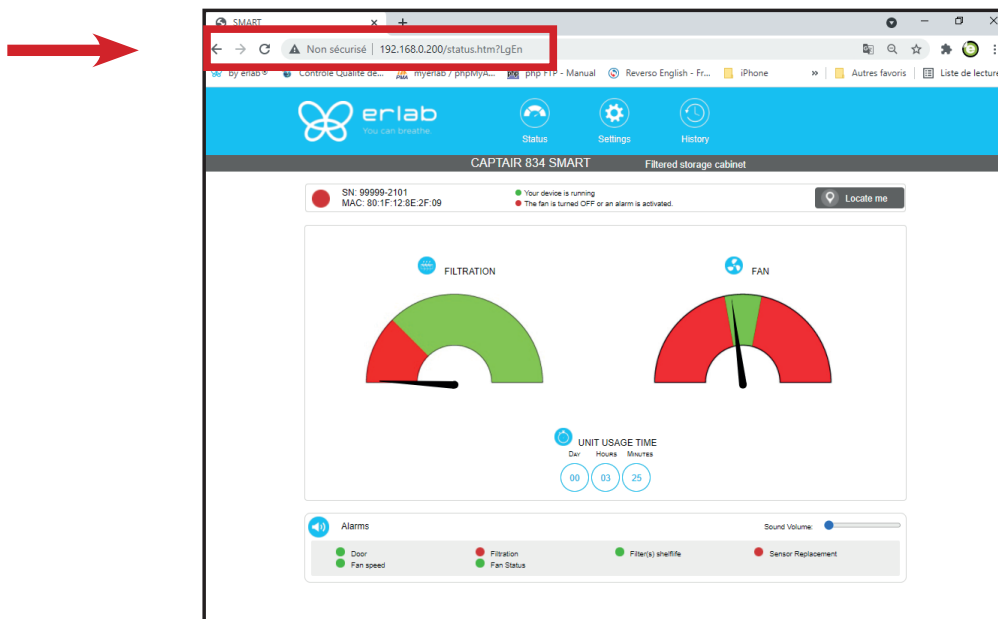 SMART
Non sécurisé | 192.168.0.200/status.htm?LgEn
by erlab® Contrôle Qualité de... myerlab / phpMyA... php FTP - Manual Reverso English - Fr... iPhone » Autres favoris Liste de lecture
erlab
You can breathe.
Status Settings History
CAPTAIR 834 SMART Filtered storage cabinet
SN: 99999-2101
MAC: 80:1F:12:8E:2F:09
Your device is running
The fan is turned OFF or an alarm is activated.
Locate me
FILTRATION
FAN
UNIT USAGE TIME
Day Hours Minutes
00 03 25
Alarms
Sound Volume:
Door Filtration Filter(s) shelflife Sensor Replacement
Fan speed Fan Status